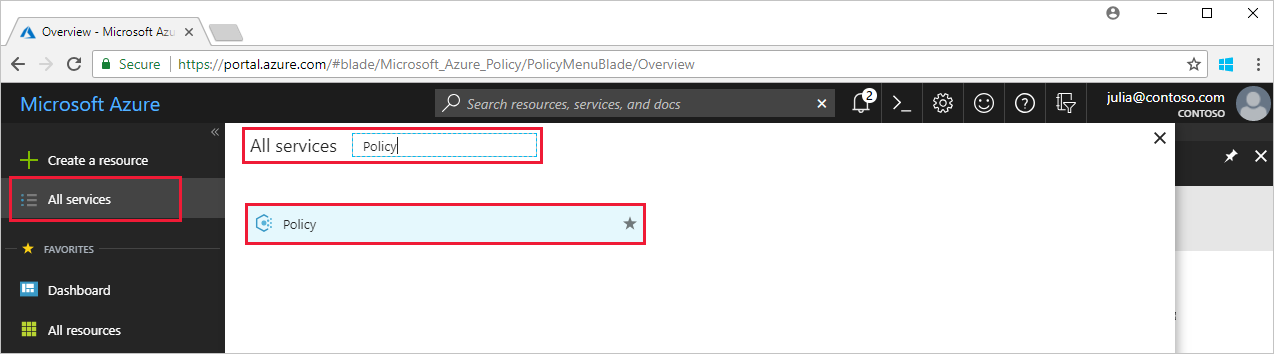 Overview - Microsoft Azu
Secure
https://portal.azure.com/#blade/Microsoft_Azure_Policy/PolicyMenuBlade/Overview
Microsoft Azure
Search resources, services, and docs
2
julia@contoso.com
CONTOSO
Create a resource
All services
FAVORITES
Dashboard
All resources
All services
Policy
Policy